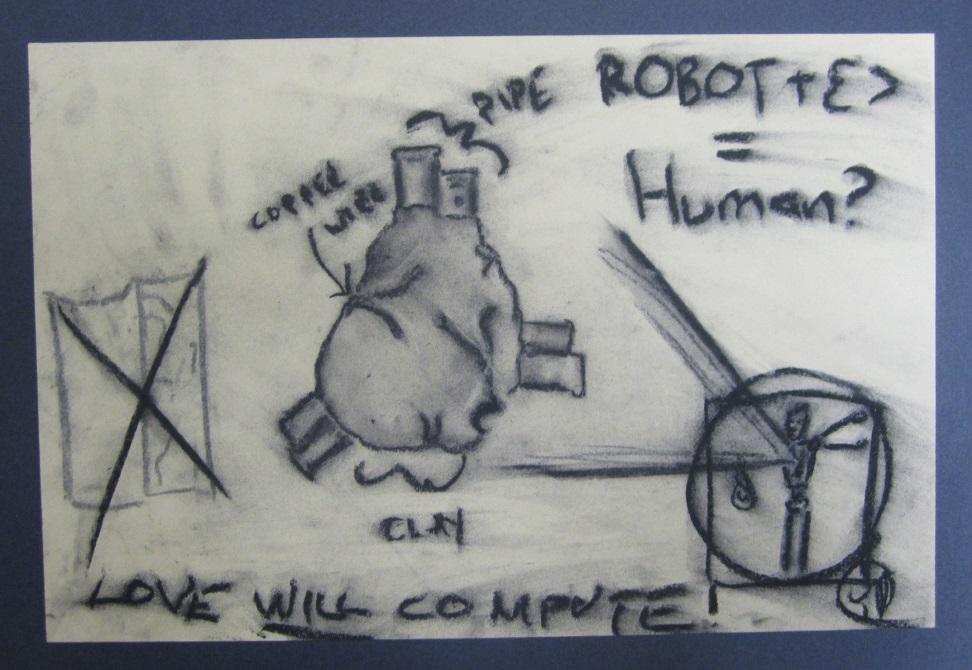 PIPE
ROBOT + <3
=
Human?
COPPER
WIRE
CLAY
LOVE WILL COMPUTE!